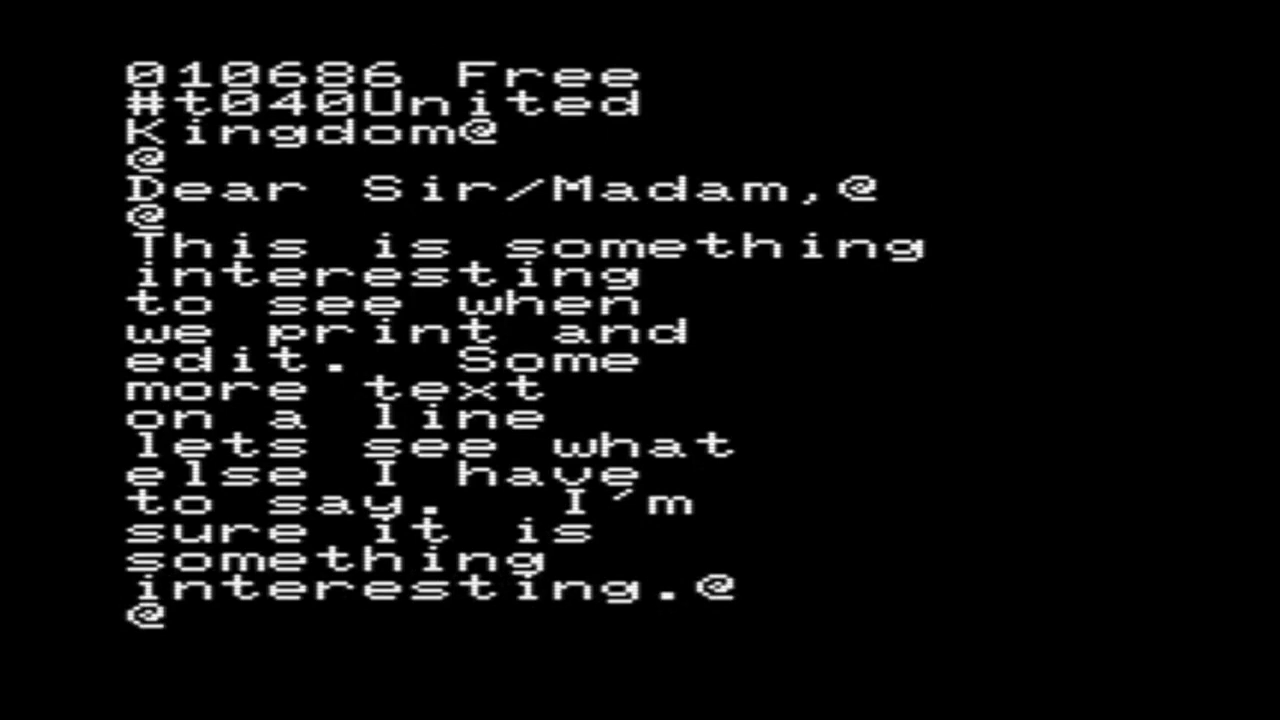 010686 Free
#t040United
Kingdom@
@
Dear Sir/Madam,@
@
This is something
interesting
to see when
we print and
edit.  Some
more text
on a line
lets see what
else I have
to say.  I'm
sure it is
something
interesting.@
@